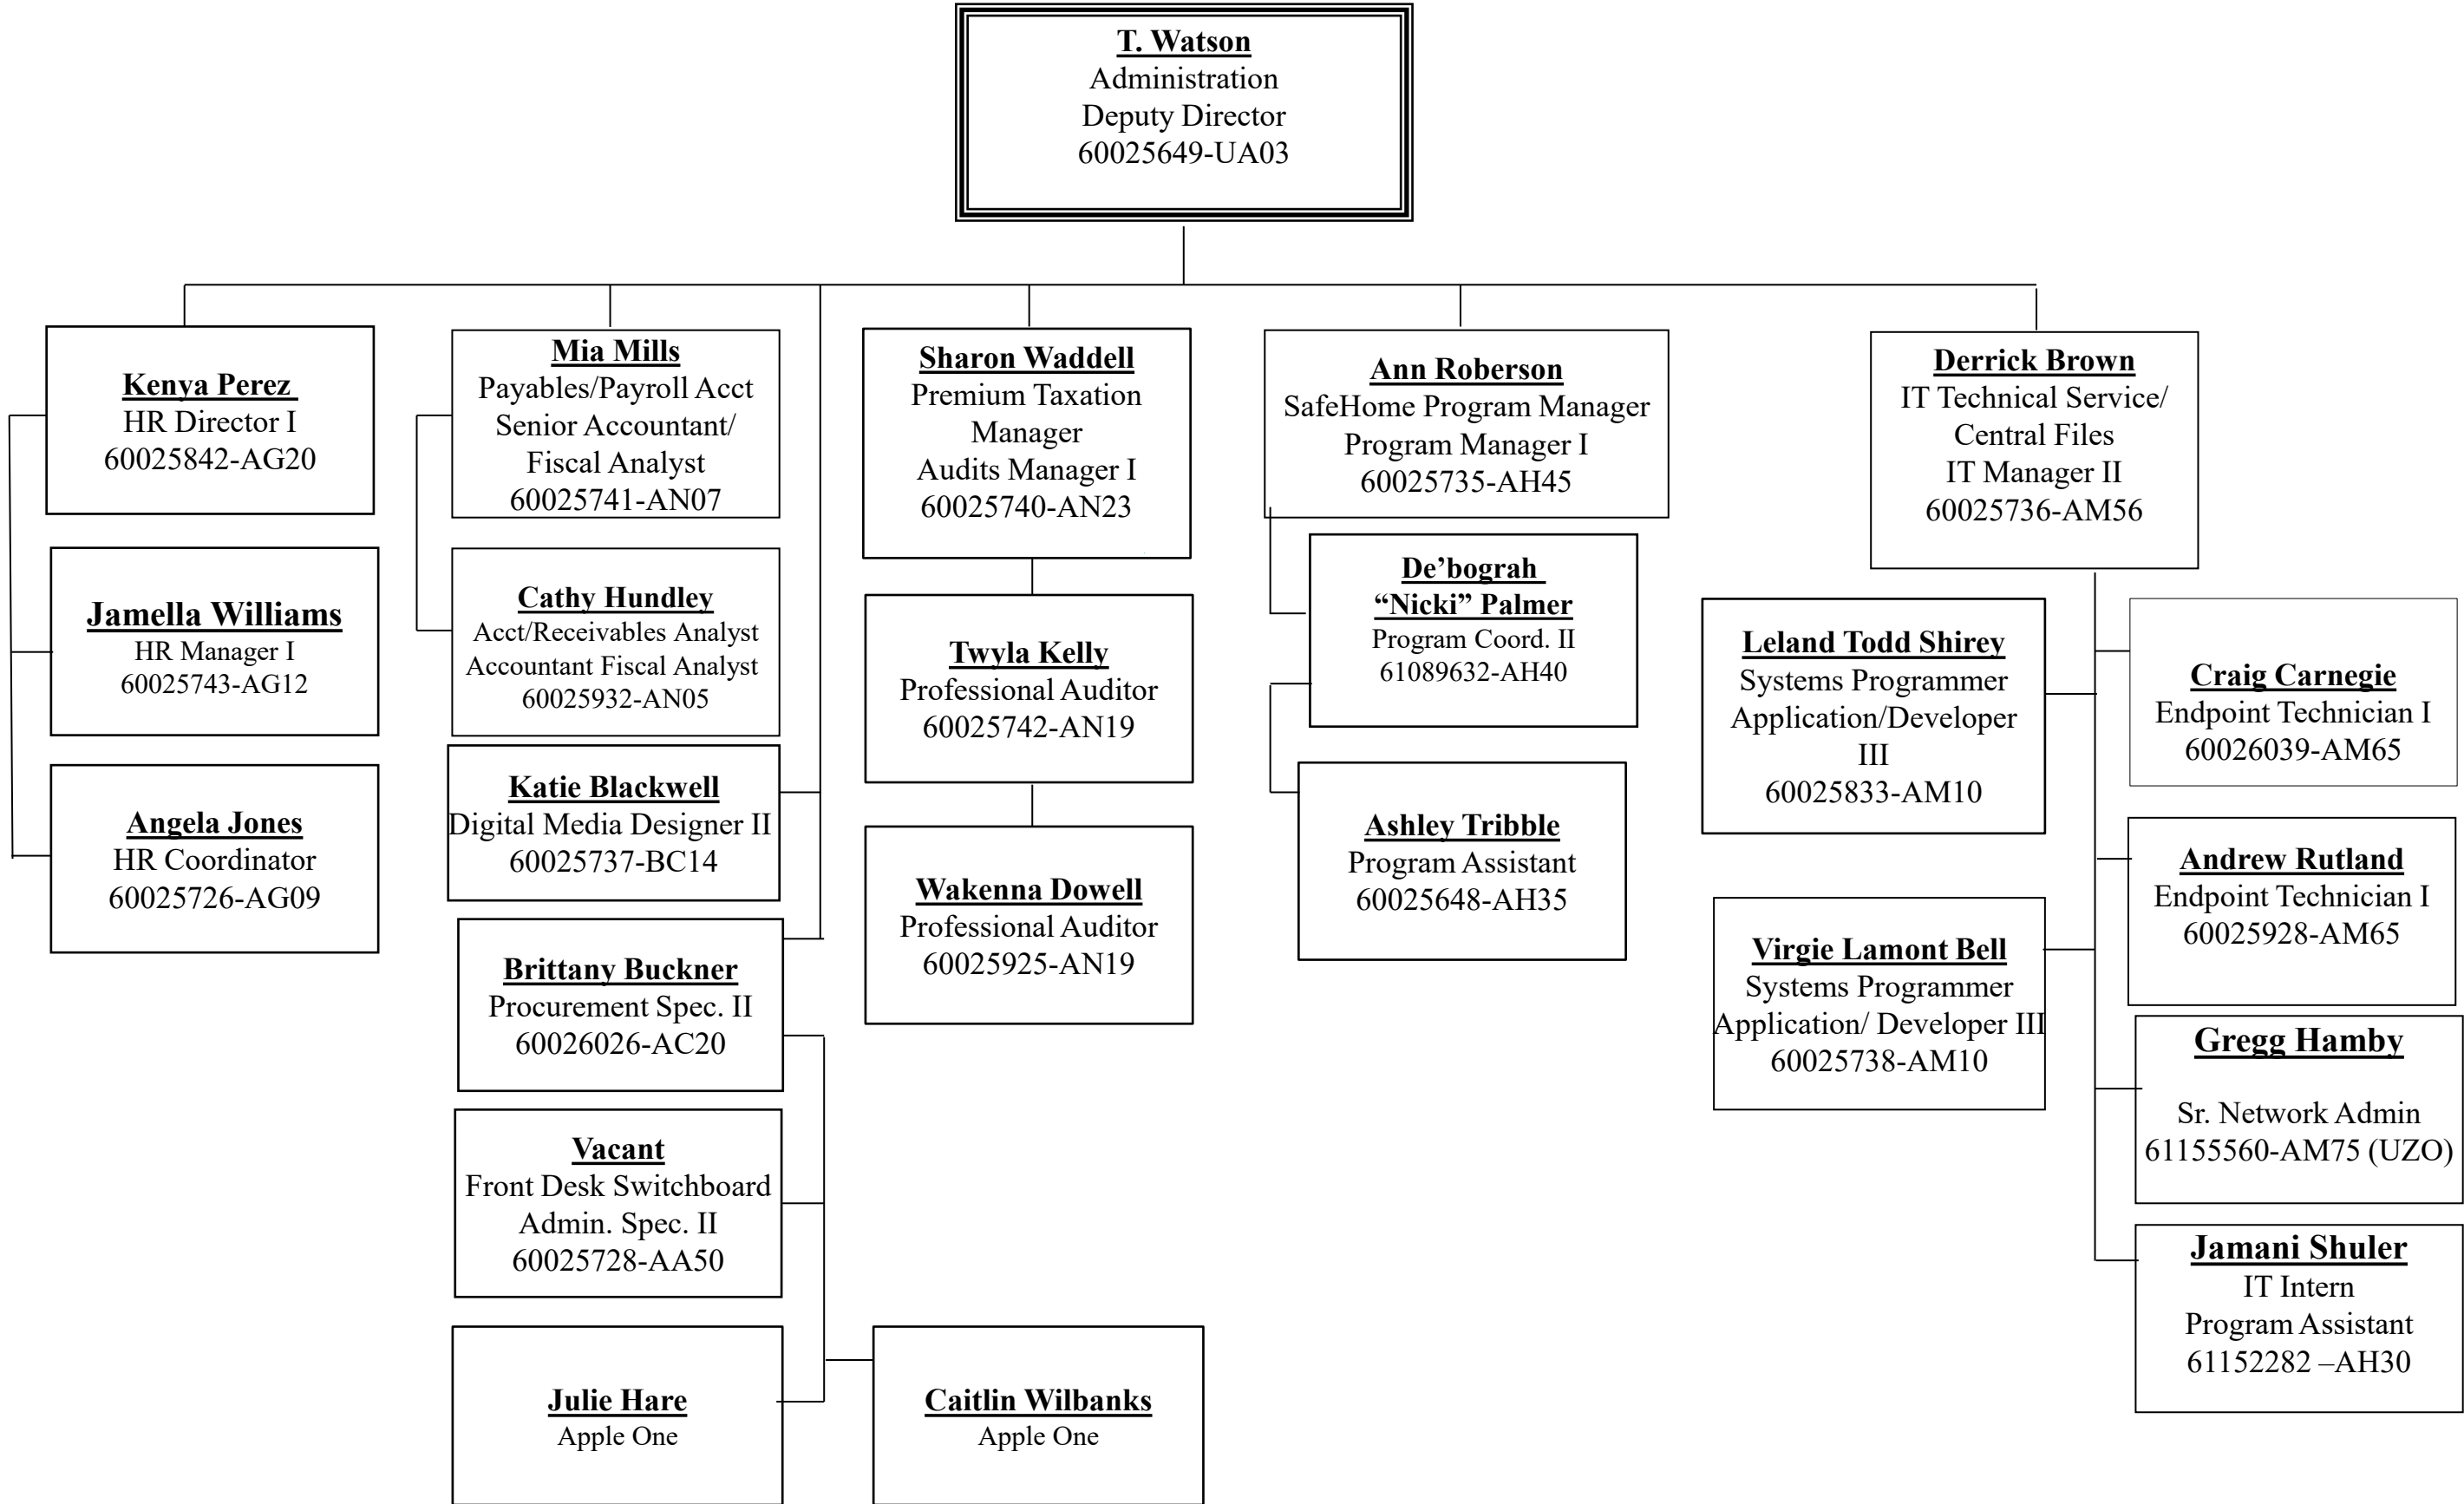 T. Watson
Administration
Deputy Director
60025649-UA03
Kenya Perez
HR Director I
60025842-AG20
Jamella Williams
HR Manager I
60025743-AG12
Angela Jones
HR Coordinator
60025726-AG09
Mia Mills
Payables/Payroll Acct
Senior Accountant/
Fiscal Analyst
60025741-AN07
Cathy Hundley
Acct/Receivables Analyst
Accountant Fiscal Analyst
60025932-AN05
Katie Blackwell
Digital Media Designer II
60025737-BC14
Brittany Buckner
Procurement Spec. II
60026026-AC20
Vacant
Front Desk Switchboard
Admin. Spec. II
60025728-AA50
Julie Hare
Apple One
Caitlin Wilbanks
Apple One
Sharon Waddell
Premium Taxation
Manager
Audits Manager I
60025740-AN23
Twyla Kelly
Professional Auditor
60025742-AN19
Wakenna Dowell
Professional Auditor
60025925-AN19
Ann Roberson
SafeHome Program Manager
Program Manager I
60025735-AH45
De’bograh
“Nicki” Palmer
Program Coord. II
61089632-AH40
Ashley Tribble
Program Assistant
60025648-AH35
Derrick Brown
IT Technical Service/
Central Files
IT Manager II
60025736-AM56
Leland Todd Shirey
Systems Programmer
Application/Developer
III
60025833-AM10
Virgie Lamont Bell
Systems Programmer
Application/ Developer III
60025738-AM10
Craig Carnegie
Endpoint Technician I
60026039-AM65
Andrew Rutland
Endpoint Technician I
60025928-AM65
Gregg Hamby
Sr. Network Admin
61155560-AM75 (UZO)
Jamani Shuler
IT Intern
Program Assistant
61152282 –AH30